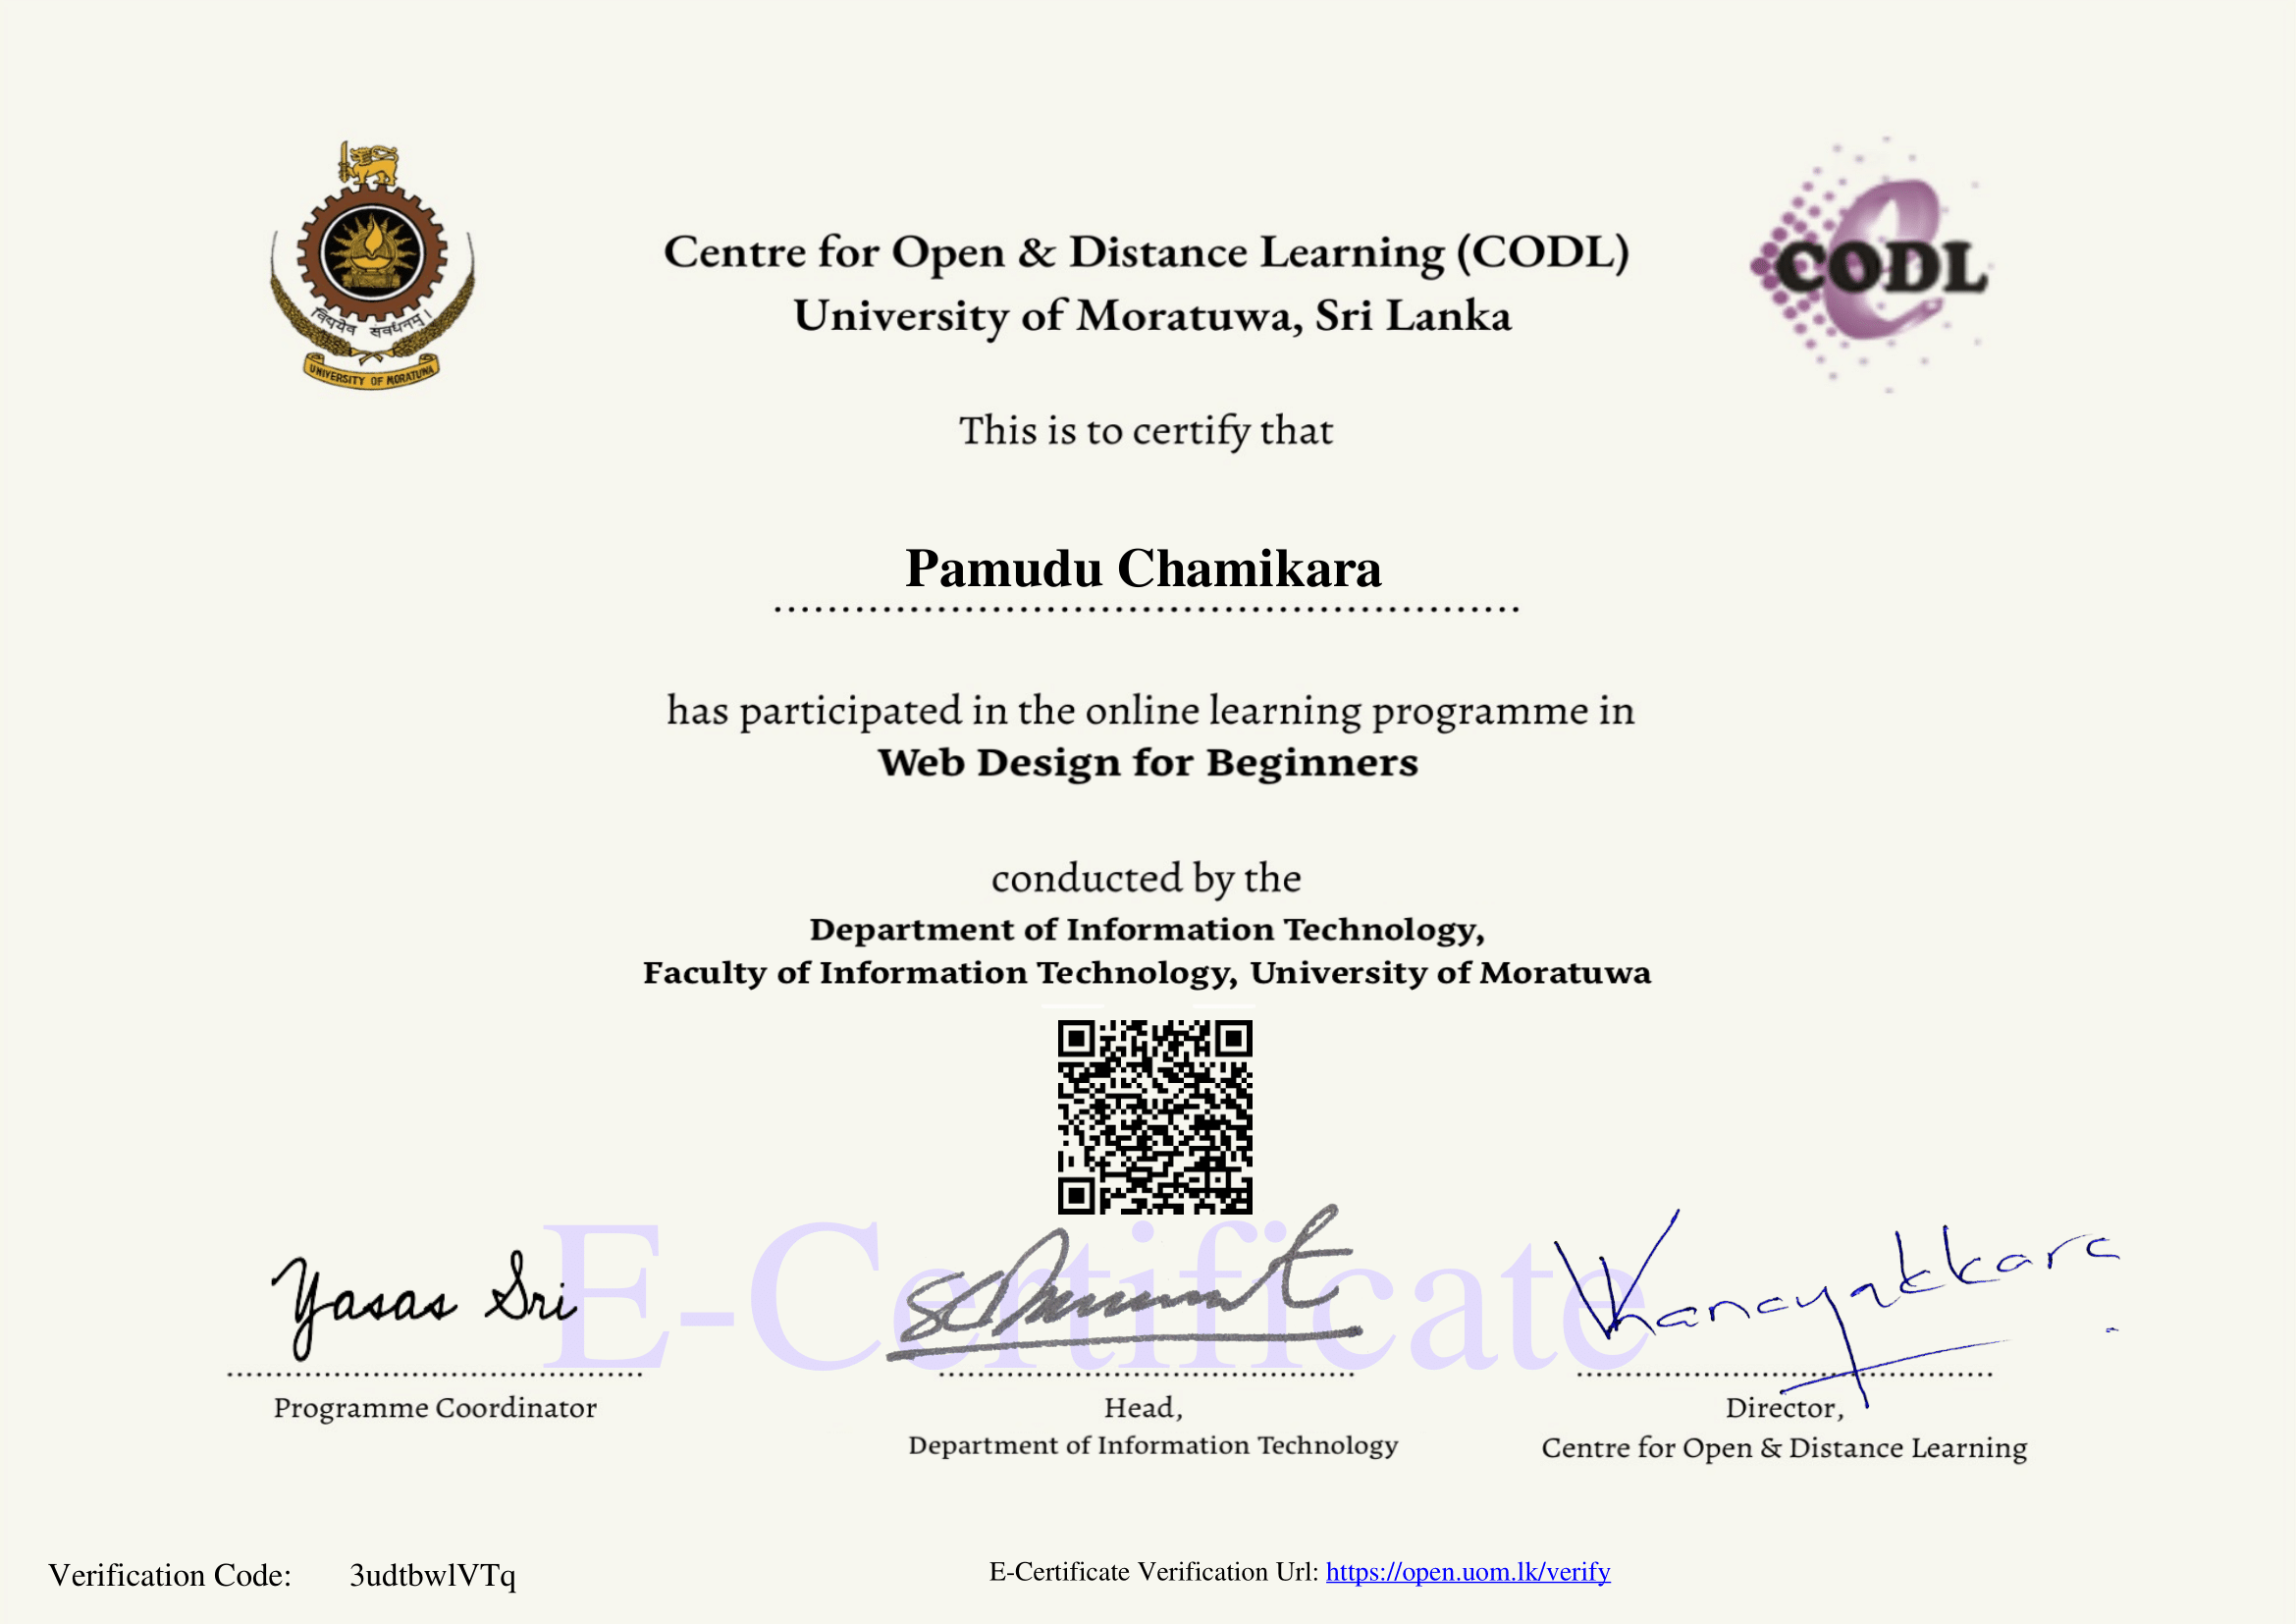 विद्ययैव सर्वधनम् ।
UNIVERSITY OF MORATUWA
Centre for Open & Distance Learning (CODL)
University of Moratuwa, Sri Lanka
e
CODL
This is to certify that
Pamudu Chamikara
has participated in the online learning programme in
Web Design for Beginners
conducted by the
Department of Information Technology,
Faculty of Information Technology, University of Moratuwa
E-Certificate
Yasas Sri
Programme Coordinator
Head,
Department of Information Technology
Director,
Centre for Open & Distance Learning
Verification Code: 3udtbwlVTq
E-Certificate Verification Url: https://open.uom.lk/verify